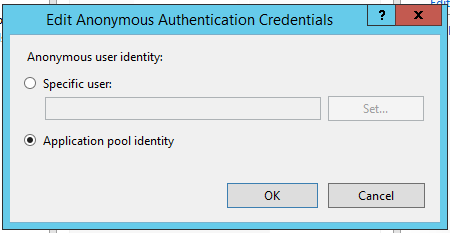 Edit Anonymous Authentication Credentials
?
x
Anonymous user identity:
Specific user:
Set...
Application pool identity
OK
Cancel